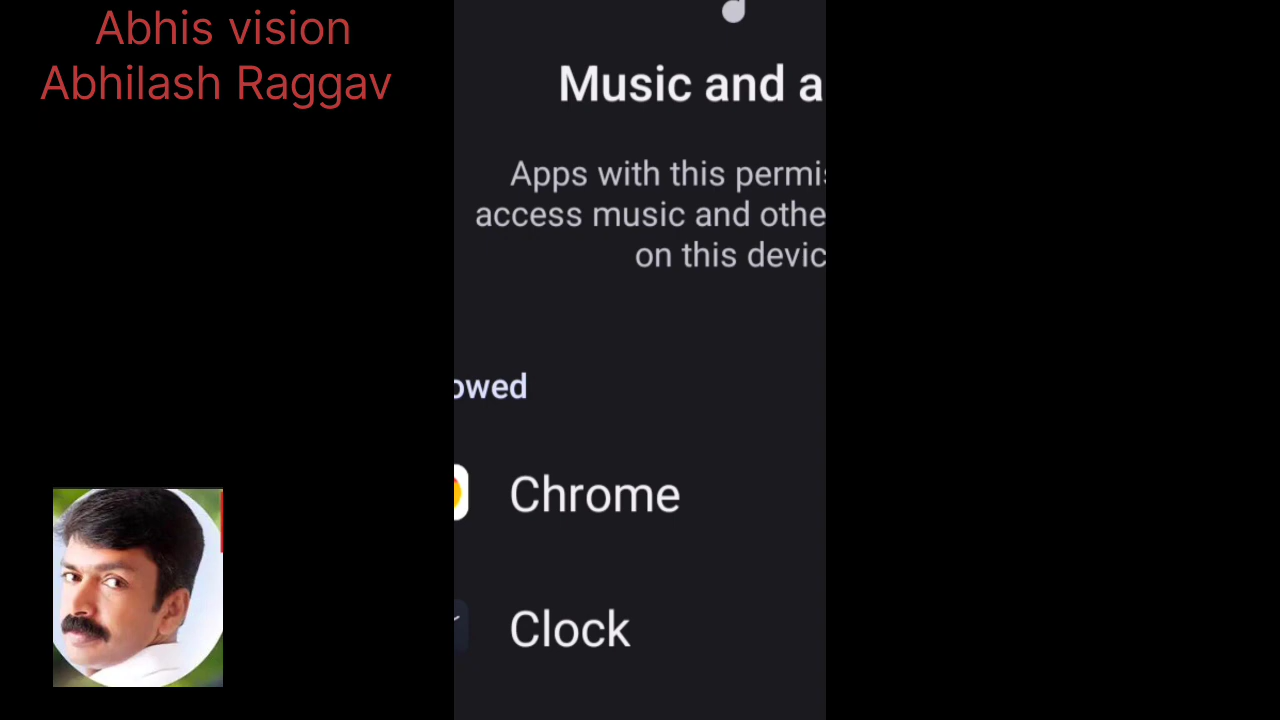 Abhis vision
Abhilash Raggav
Music and a
Apps with this permis
access music and othe
on this devic
owed
Chrome
Clock